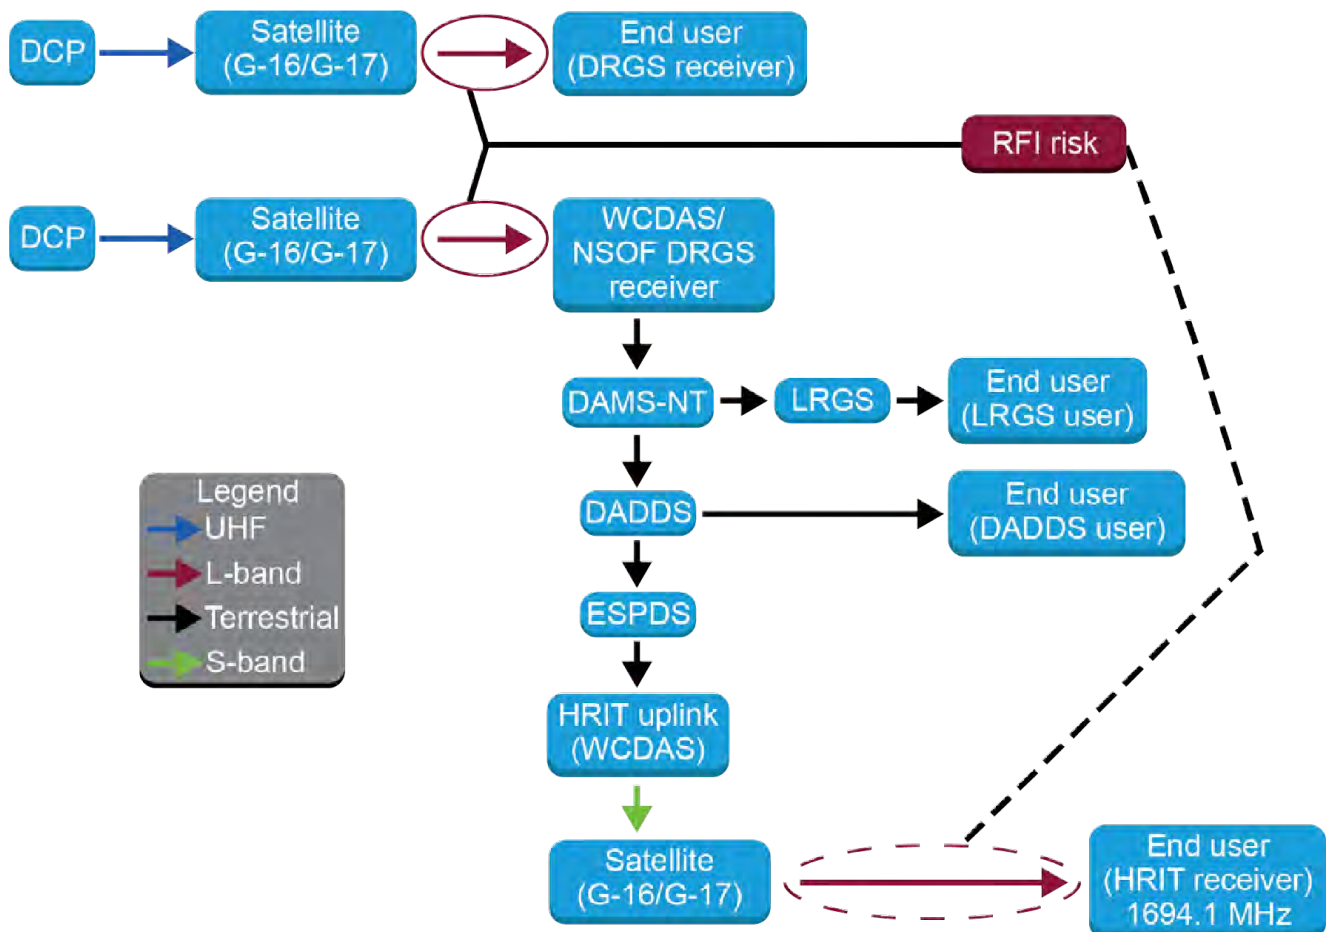 DCP
Satellite
(G-16/G-17)
End user
(DRGS receiver)
RFI risk
DCP
Satellite
(G-16/G-17)
WCDAS/
NSOF DRGS
receiver
DAMS-NT
LRGS
End user
(LRGS user)
Legend
UHF
L-band
Terrestrial
S-band
DADDS
End user
(DADDS user)
ESPDS
HRIT uplink
(WCDAS)
Satellite
(G-16/G-17)
End user
(HRIT receiver)
1694.1 MHz